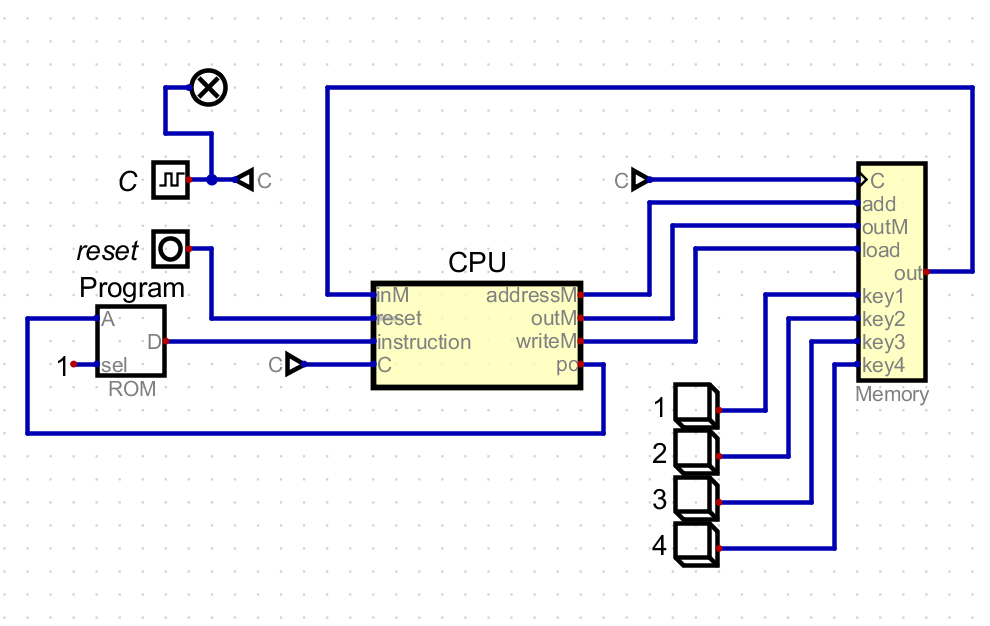 C
C
C
C
add
outM
load
out
key1
key2
key3
key4
Memory
reset
Program
A
D
1
sel
ROM
CPU
inM
reset
instruction
C
addressM
outM
writeM
pc
C
1
2
3
4